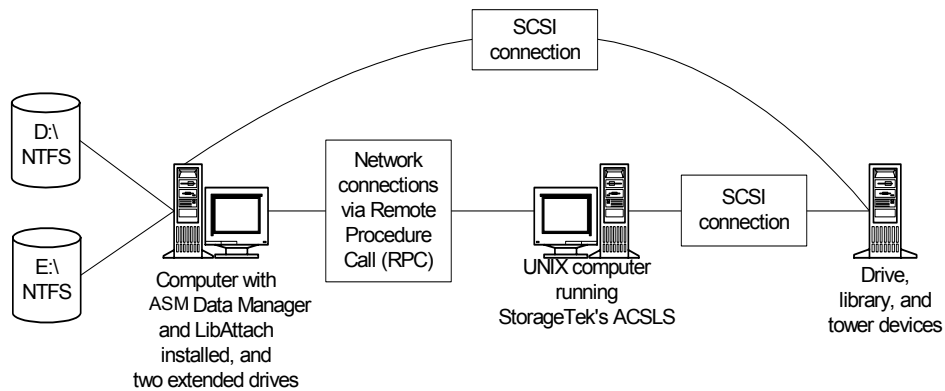 SCSI
connection
D:\
NTFS
E:\
NTFS
Network
connections
via Remote
Procedure
Call (RPC)
SCSI
connection
Computer with
ASM Data Manager
and LibAttach
installed, and
two extended drives
UNIX computer
running
StorageTek's ACSLS
Drive,
library, and
tower devices